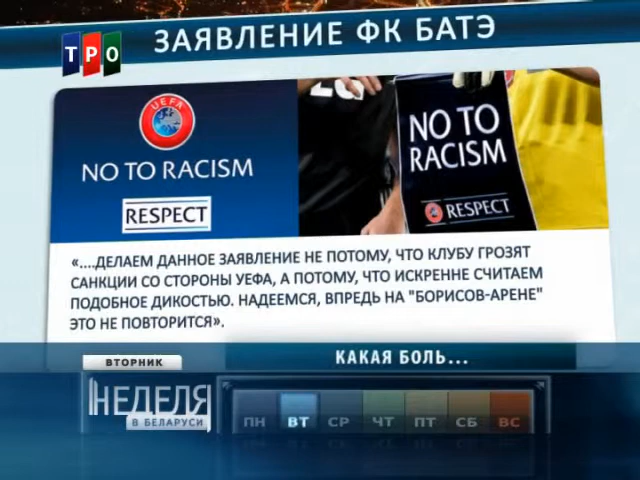 ТРО
ЗАЯВЛЕНИЕ ФК БАТЭ
UEFA
NO TO RACISM
RESPECT
NO TO
RACISM
RESPECT
«....ДЕЛАЕМ ДАННОЕ ЗАЯВЛЕНИЕ НЕ ПОТОМУ, ЧТО КЛУБУ ГРОЗЯТ
САНКЦИИ СО СТОРОНЫ УЕФА, А ПОТОМУ, ЧТО ИСКРЕННЕ СЧИТАЕМ
ПОДОБНОЕ ДИКОСТЬЮ. НАДЕЕМСЯ, ВПРЕДЬ НА "БОРИСОВ-АРЕНЕ"
ЭТО НЕ ПОВТОРИТСЯ».
КАКАЯ БОЛЬ...
ВТОРНИК
НЕДЕЛЯ
В БЕЛАРУСИ
ПН ВТ СР ЧТ ПТ СБ ВС